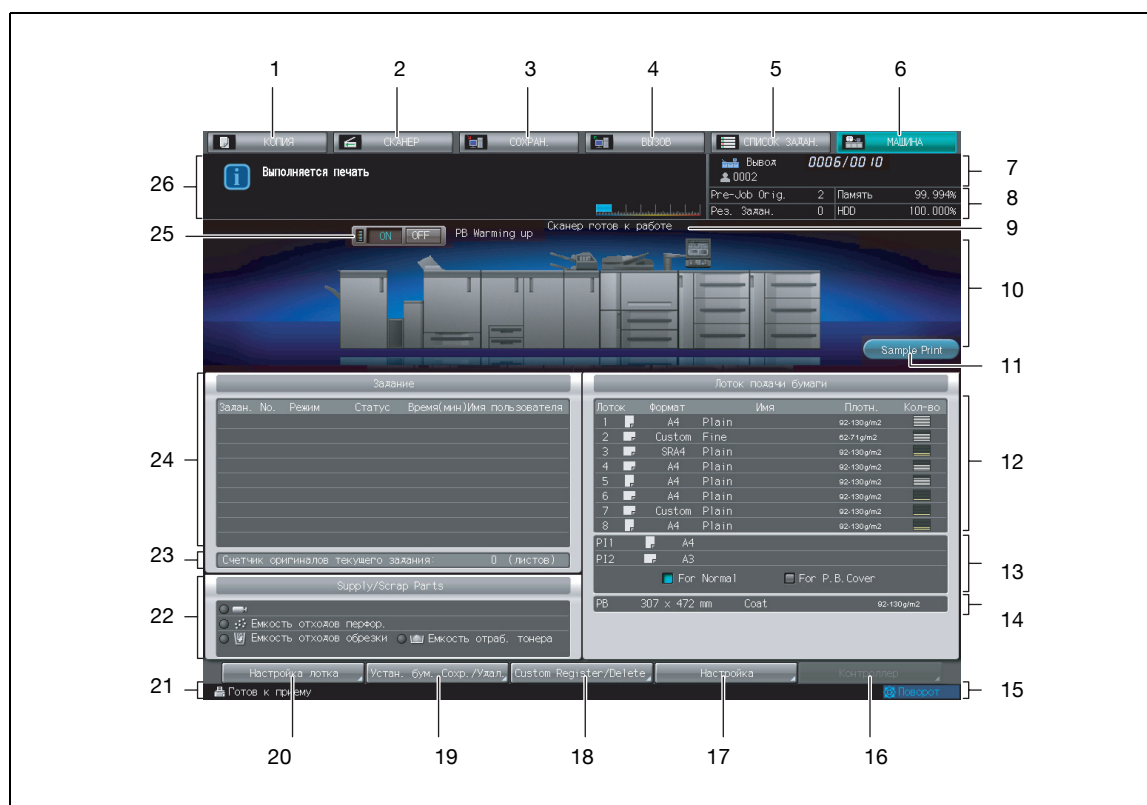 1 2 3 4 5 6
КОПИЯ СКАНЕР СОХРАН. ВЫЗОВ СПИСОК ЗАДАН. МАШИНА
Выполняется печать
Вывод 0006/0010
0002
Pre-Job Orig. 2 Память 99.994%
Рез. Задан. 0 HDD 100.000%
7
8
26
25
ON OFF PB Warming up
Сканер готов к работе
9
10
Sample Print
11
Задание
Задан. No. Режим Статус Время(мин) Имя пользователя
24
Счетчик оригиналов текущего задания: 0 (листов)
23
Supply/Scrap Parts
Емкость отходов перфор.
Емкость отходов обрезки Емкость отраб. тонера
22
Лоток подачи бумаги
Лоток Формат Имя Плотн. Кол-во
1 A4 Plain 92-130g/m2
2 Custom Fine 62-71g/m2
3 SRA4 Plain 92-130g/m2
4 A4 Plain 92-130g/m2
5 A4 Plain 92-130g/m2
6 A4 Plain 92-130g/m2
7 Custom Plain 92-130g/m2
8 A4 Plain 92-130g/m2
12
PI1 A4
PI2 A3
For Normal For P.B.Cover
13
PB 307 x 472 mm Coat 92-130g/m2
14
Настройка лотка Устан. бум. Сохр./Удал. Custom Register/Delete Настройка Контроллер
21
Готов к приему Поворот
15
20 19 18 17 16